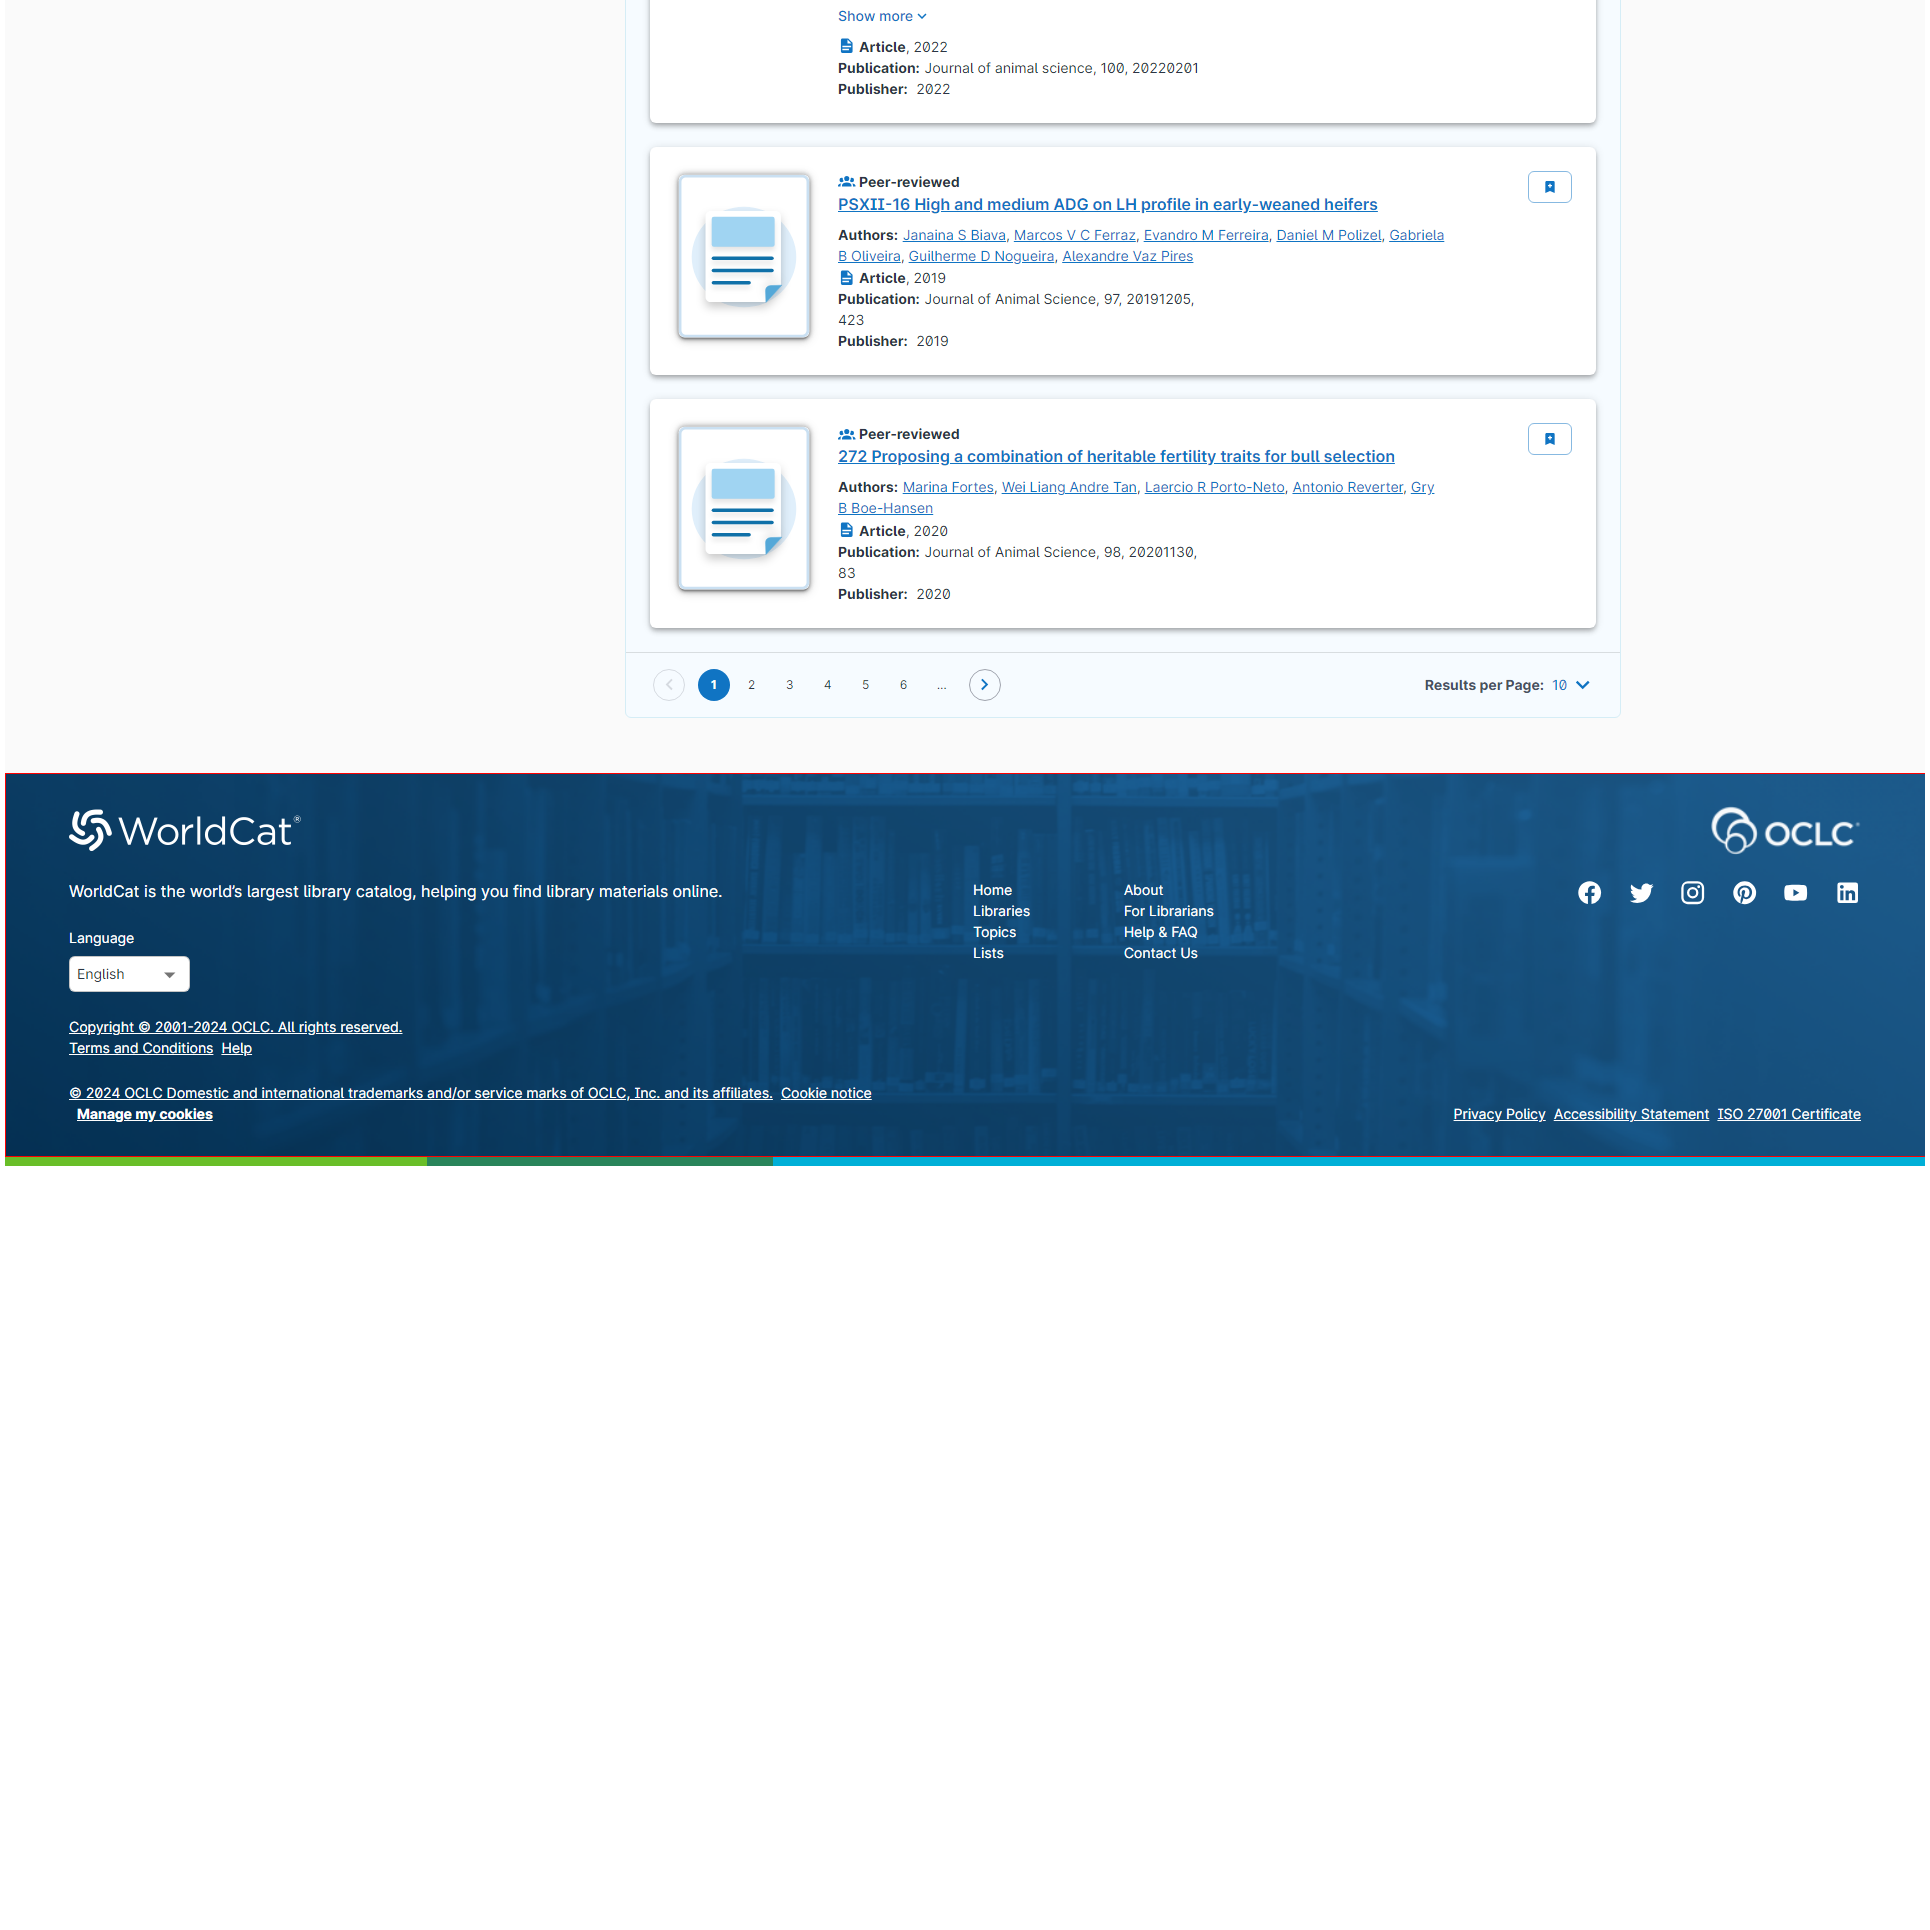 Show more
Article, 2022
Publication: Journal of animal science, 100, 20220201
Publisher: 2022
Peer-reviewed
PSXII-16 High and medium ADG on LH profile in early-weaned heifers
Authors: Janaina S Biava, Marcos V C Ferraz, Evandro M Ferreira, Daniel M Polizel, Gabriela
B Oliveira, Guilherme D Nogueira, Alexandre Vaz Pires
Article, 2019
Publication: Journal of Animal Science, 97, 20191205,
423
Publisher: 2019
Peer-reviewed
272 Proposing a combination of heritable fertility traits for bull selection
Authors: Marina Fortes, Wei Liang Andre Tan, Laercio R Porto-Neto, Antonio Reverter, Gry
B Boe-Hansen
Article, 2020
Publication: Journal of Animal Science, 98, 20201130,
83
Publisher: 2020
1 2 3 4 5 6 ...
Results per Page: 10
WorldCat®
OCLC
WorldCat is the world's largest library catalog, helping you find library materials online.
Language
English
Home
Libraries
Topics
Lists
About
For Librarians
Help & FAQ
Contact Us
Copyright © 2001-2024 OCLC. All rights reserved.
Terms and Conditions Help
© 2024 OCLC Domestic and international trademarks and/or service marks of OCLC, Inc. and its affiliates. Cookie notice
Manage my cookies
Privacy Policy Accessibility Statement ISO 27001 Certificate